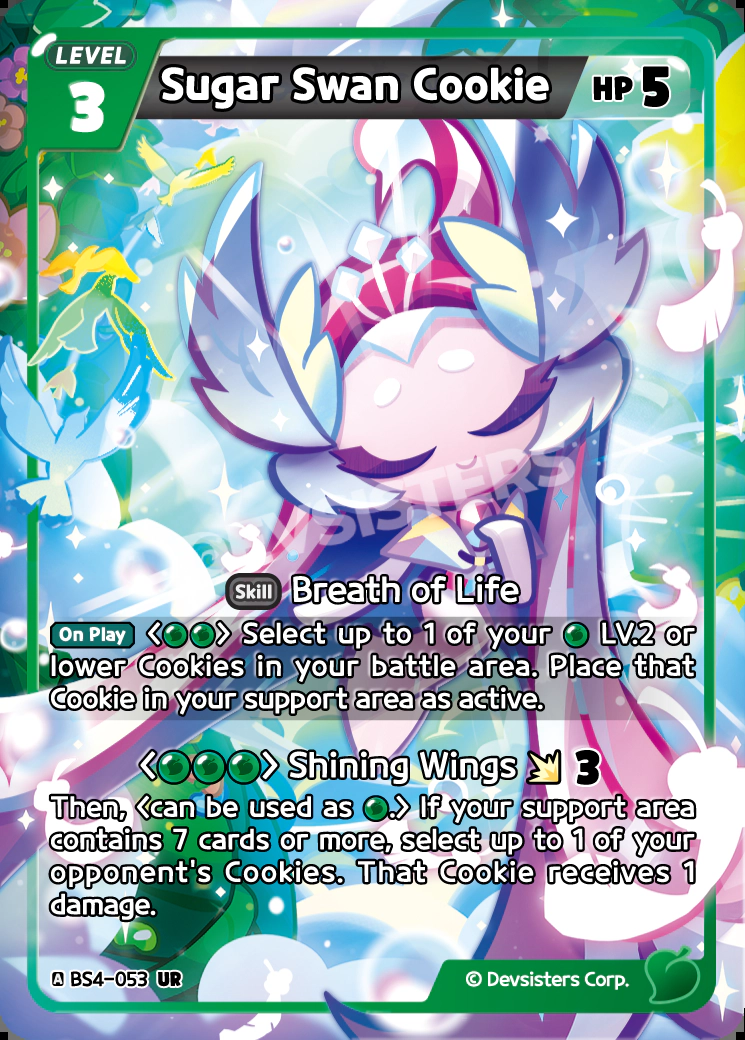 LEVEL
3
Sugar Swan Cookie
HP 5
@DEVSISTERS
Skill Breath of Life
On Play < > Select up to 1 of your LV.2 or
lower Cookies in your battle area. Place that
Cookie in your support area as active.
< > Shining Wings 3
Then, <can be used as .> If your support area
contains 7 cards or more, select up to 1 of your
opponent's Cookies. That Cookie receives 1
damage.
A BS4-053 UR
© Devsisters Corp.